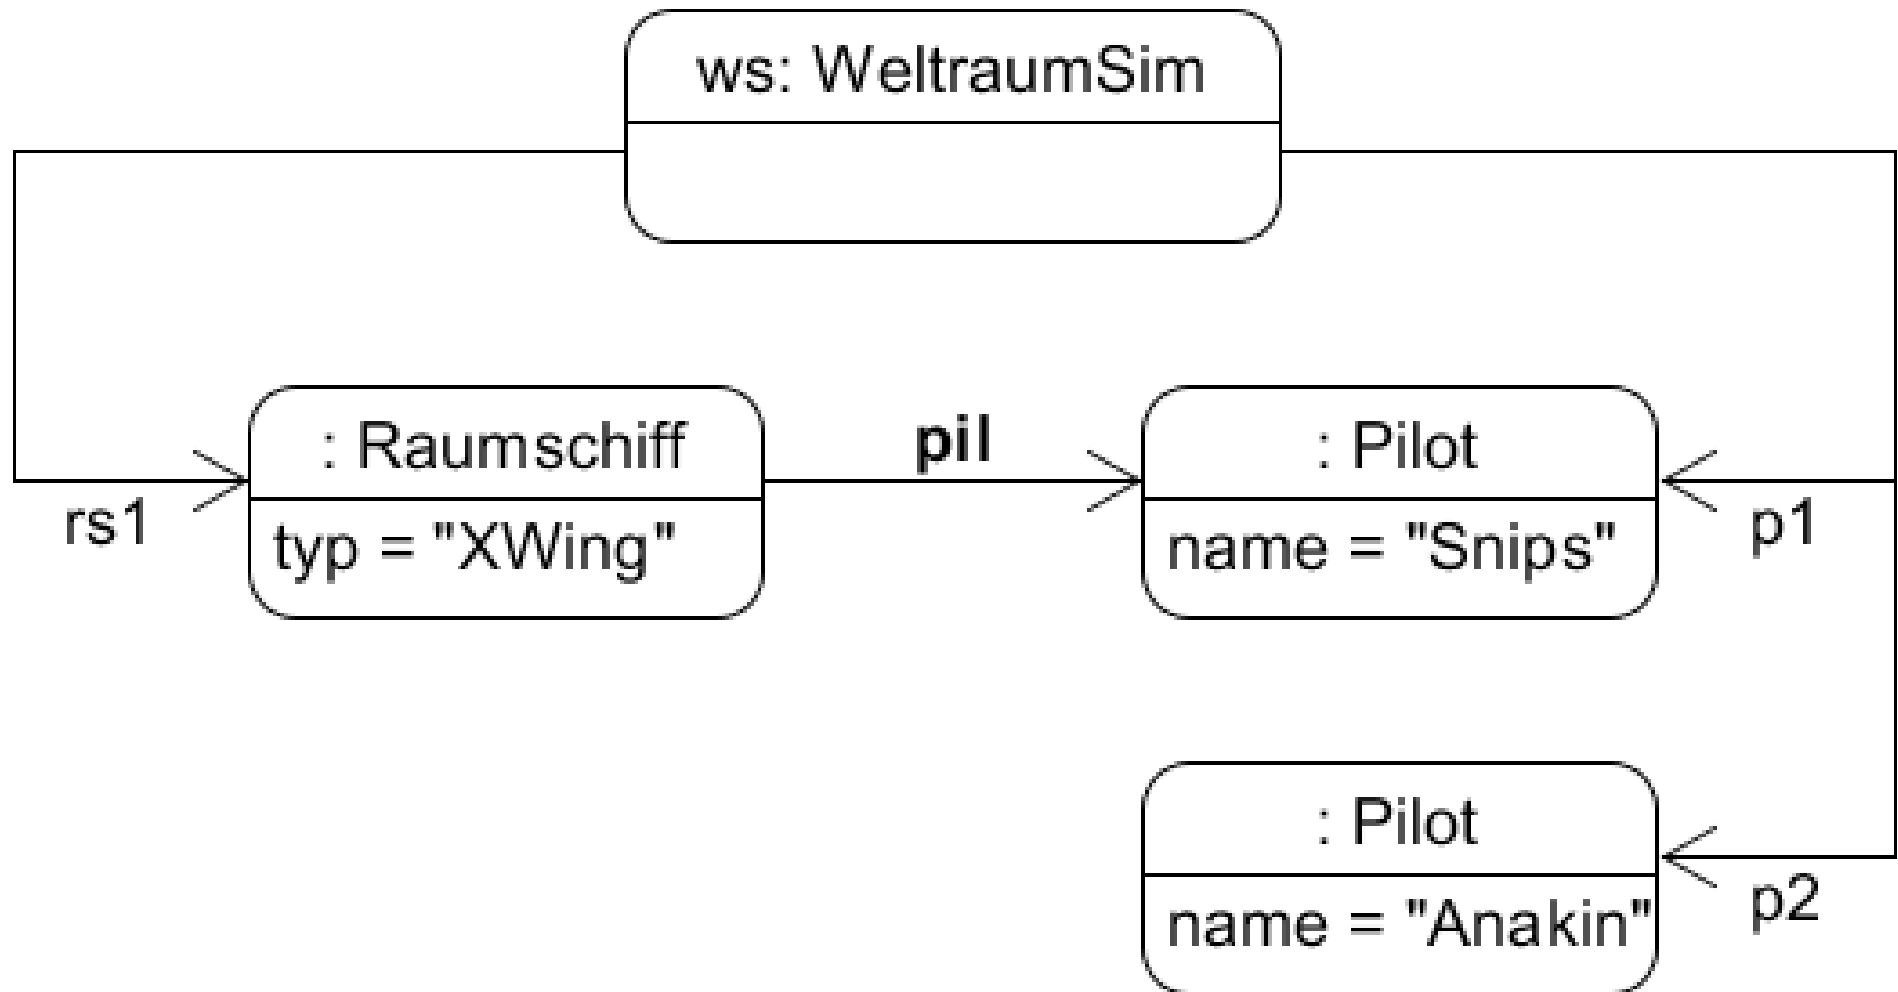 ws: WeltraumSim
: Raumschiff
typ = "XWing"
rs1
pil
: Pilot
name = "Snips"
p1
: Pilot
name = "Anakin"
p2